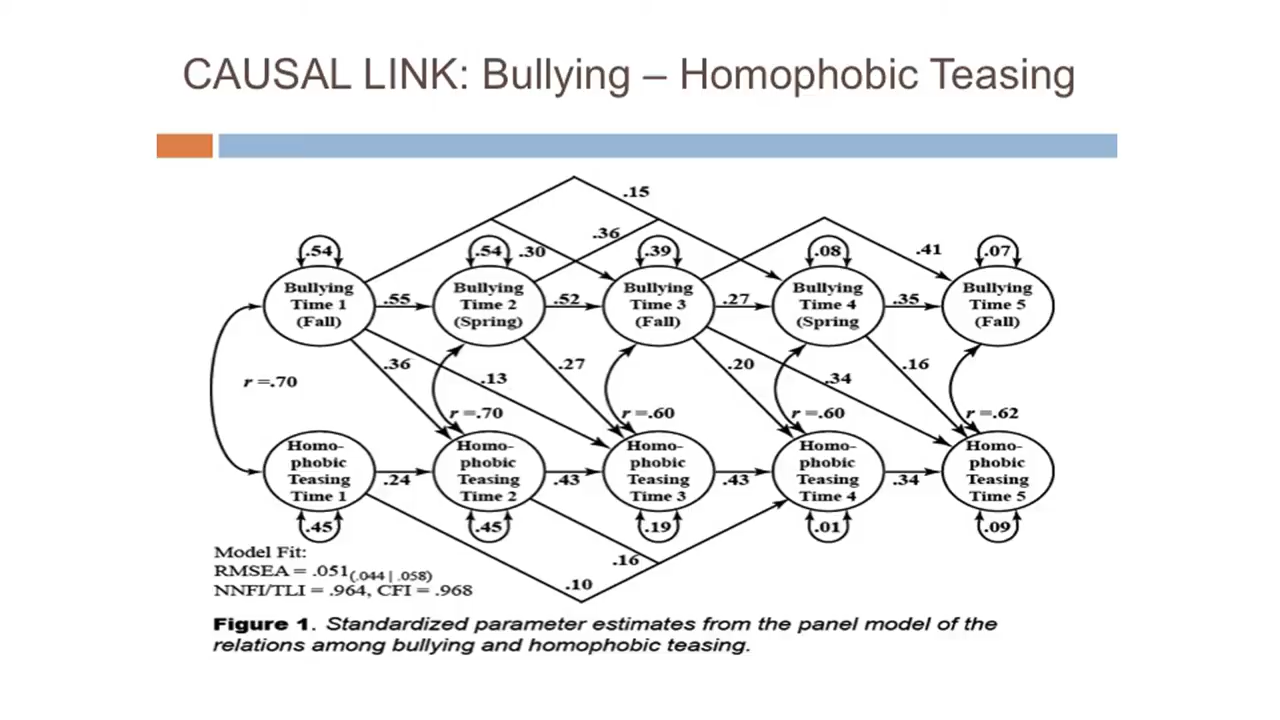 CAUSAL LINK: Bullying – Homophobic Teasing
.15
.36
.54
.54
.30
.39
.08
.41
.07
Bullying
Time 1
(Fall)
Bullying
Time 2
(Spring)
Bullying
Time 3
(Fall)
Bullying
Time 4
(Spring
Bullying
Time 5
(Fall)
.55
.52
.27
.35
.36
.13
.27
.20
.34
.16
r =.70
r =.70
r =.60
r =.60
r =.62
Homo-
phobic
Teasing
Time 1
Homo-
phobic
Teasing
Time 2
Homo-
phobic
Teasing
Time 3
Homo-
phobic
Teasing
Time 4
Homo-
phobic
Teasing
Time 5
.24
.43
.43
.34
.45
.45
.19
.01
.09
.16
.10
Model Fit:
RMSEA = .051(.044 | .058)
NNFI/TLI = .964, CFI = .968
Figure 1. Standardized parameter estimates from the panel model of the
relations among bullying and homophobic teasing.